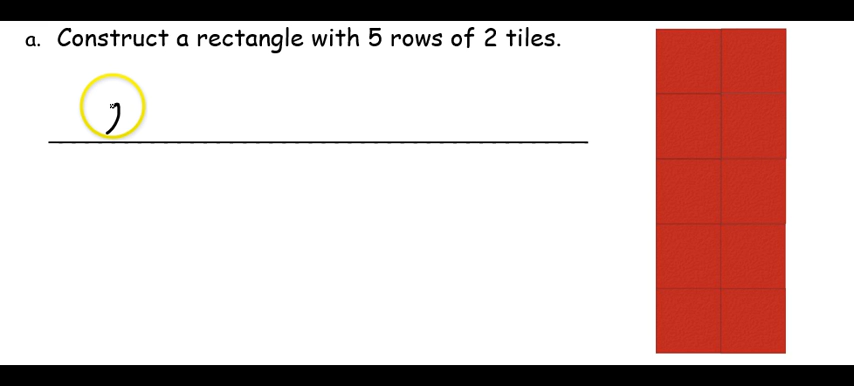 a. Construct a rectangle with 5 rows of 2 tiles.